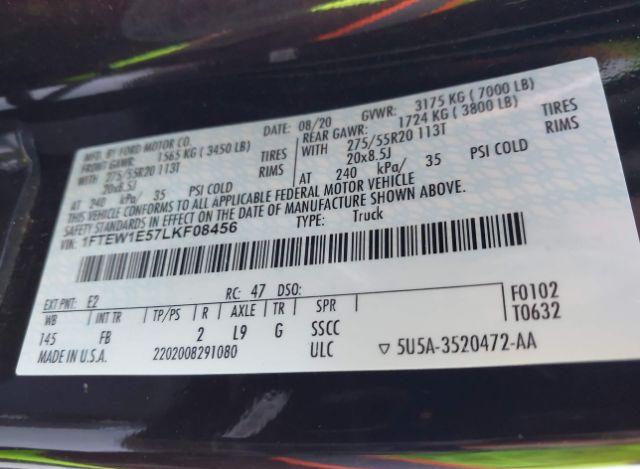 MFD. BY FORD MOTOR CO. DATE: 08/20 GVWR: 3175 KG ( 7000 LB)
FRONT GAWR: 1565 KG ( 3450 LB) REAR GAWR: 1724 KG ( 3800 LB)
WITH 275/55R20 113T TIRES WITH 275/55R20 113T TIRES
20x8.5J RIMS 20x8.5J RIMS
AT 240 kPa/ 35 PSI COLD AT 240 kPa/ 35 PSI COLD
THIS VEHICLE CONFORMS TO ALL APPLICABLE FEDERAL MOTOR VEHICLE
SAFETY STANDARDS IN EFFECT ON THE DATE OF MANUFACTURE SHOWN ABOVE.
VIN: 1FTEW1E57LKF08456 TYPE: Truck
EXT PNT: E2 RC: 47 DSO: F0102
WB INT TR TP/PS R AXLE TR SPR T0632
145 FB 2 L9 G SSCC
MADE IN U.S.A. 2202008291080 ULC ▽ 5U5A-3520472-AA